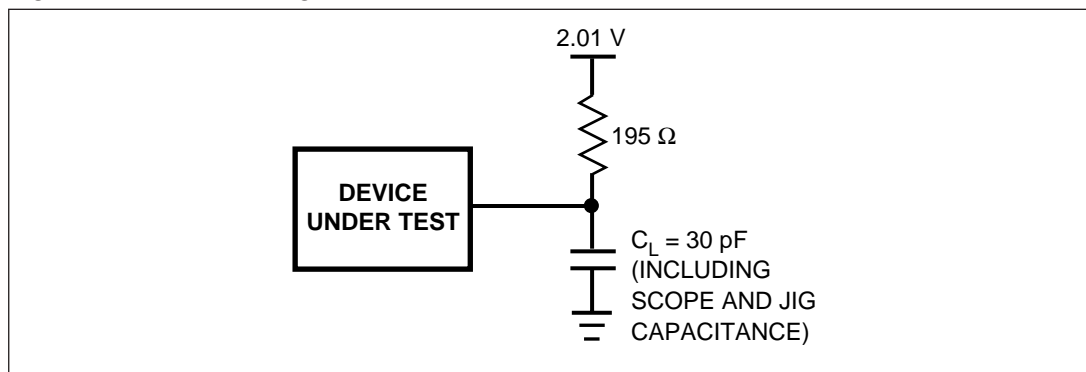 2.01 V
195 Ω
DEVICE
UNDER TEST
C_L = 30 pF
(INCLUDING
SCOPE AND JIG
CAPACITANCE)